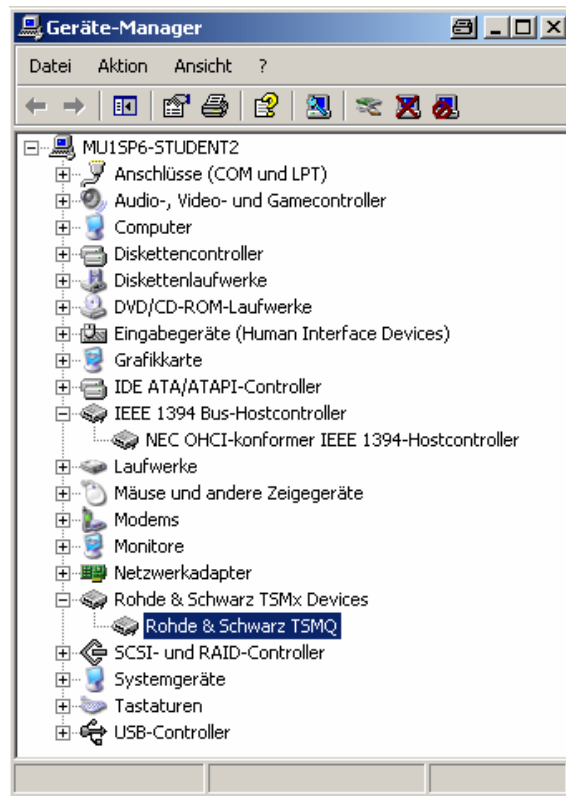 Geräte-Manager
Datei Aktion Ansicht ?
MU1SP6-STUDENT2
Anschlüsse (COM und LPT)
Audio-, Video- und Gamecontroller
Computer
Diskettencontroller
Diskettenlaufwerke
DVD/CD-ROM-Laufwerke
Eingabegeräte (Human Interface Devices)
Grafikkarte
IDE ATA/ATAPI-Controller
IEEE 1394 Bus-Hostcontroller
NEC OHCI-konformer IEEE 1394-Hostcontroller
Laufwerke
Mäuse und andere Zeigegeräte
Modems
Monitore
Netzwerkadapter
Rohde & Schwarz TSMx Devices
Rohde & Schwarz TSMQ
SCSI- und RAID-Controller
Systemgeräte
Tastaturen
USB-Controller